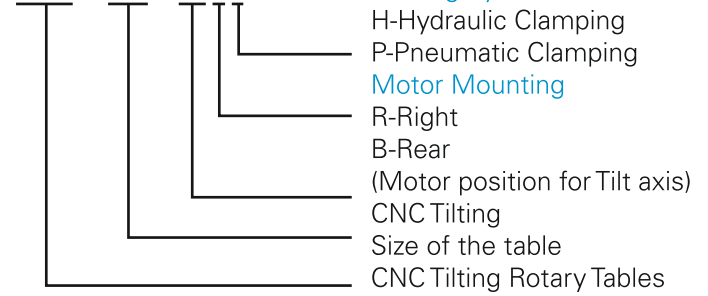 H-Hydraulic Clamping
P-Pneumatic Clamping
Motor Mounting
R-Right
B-Rear
(Motor position for Tilt axis)
CNC Tilting
Size of the table
CNC Tilting Rotary Tables